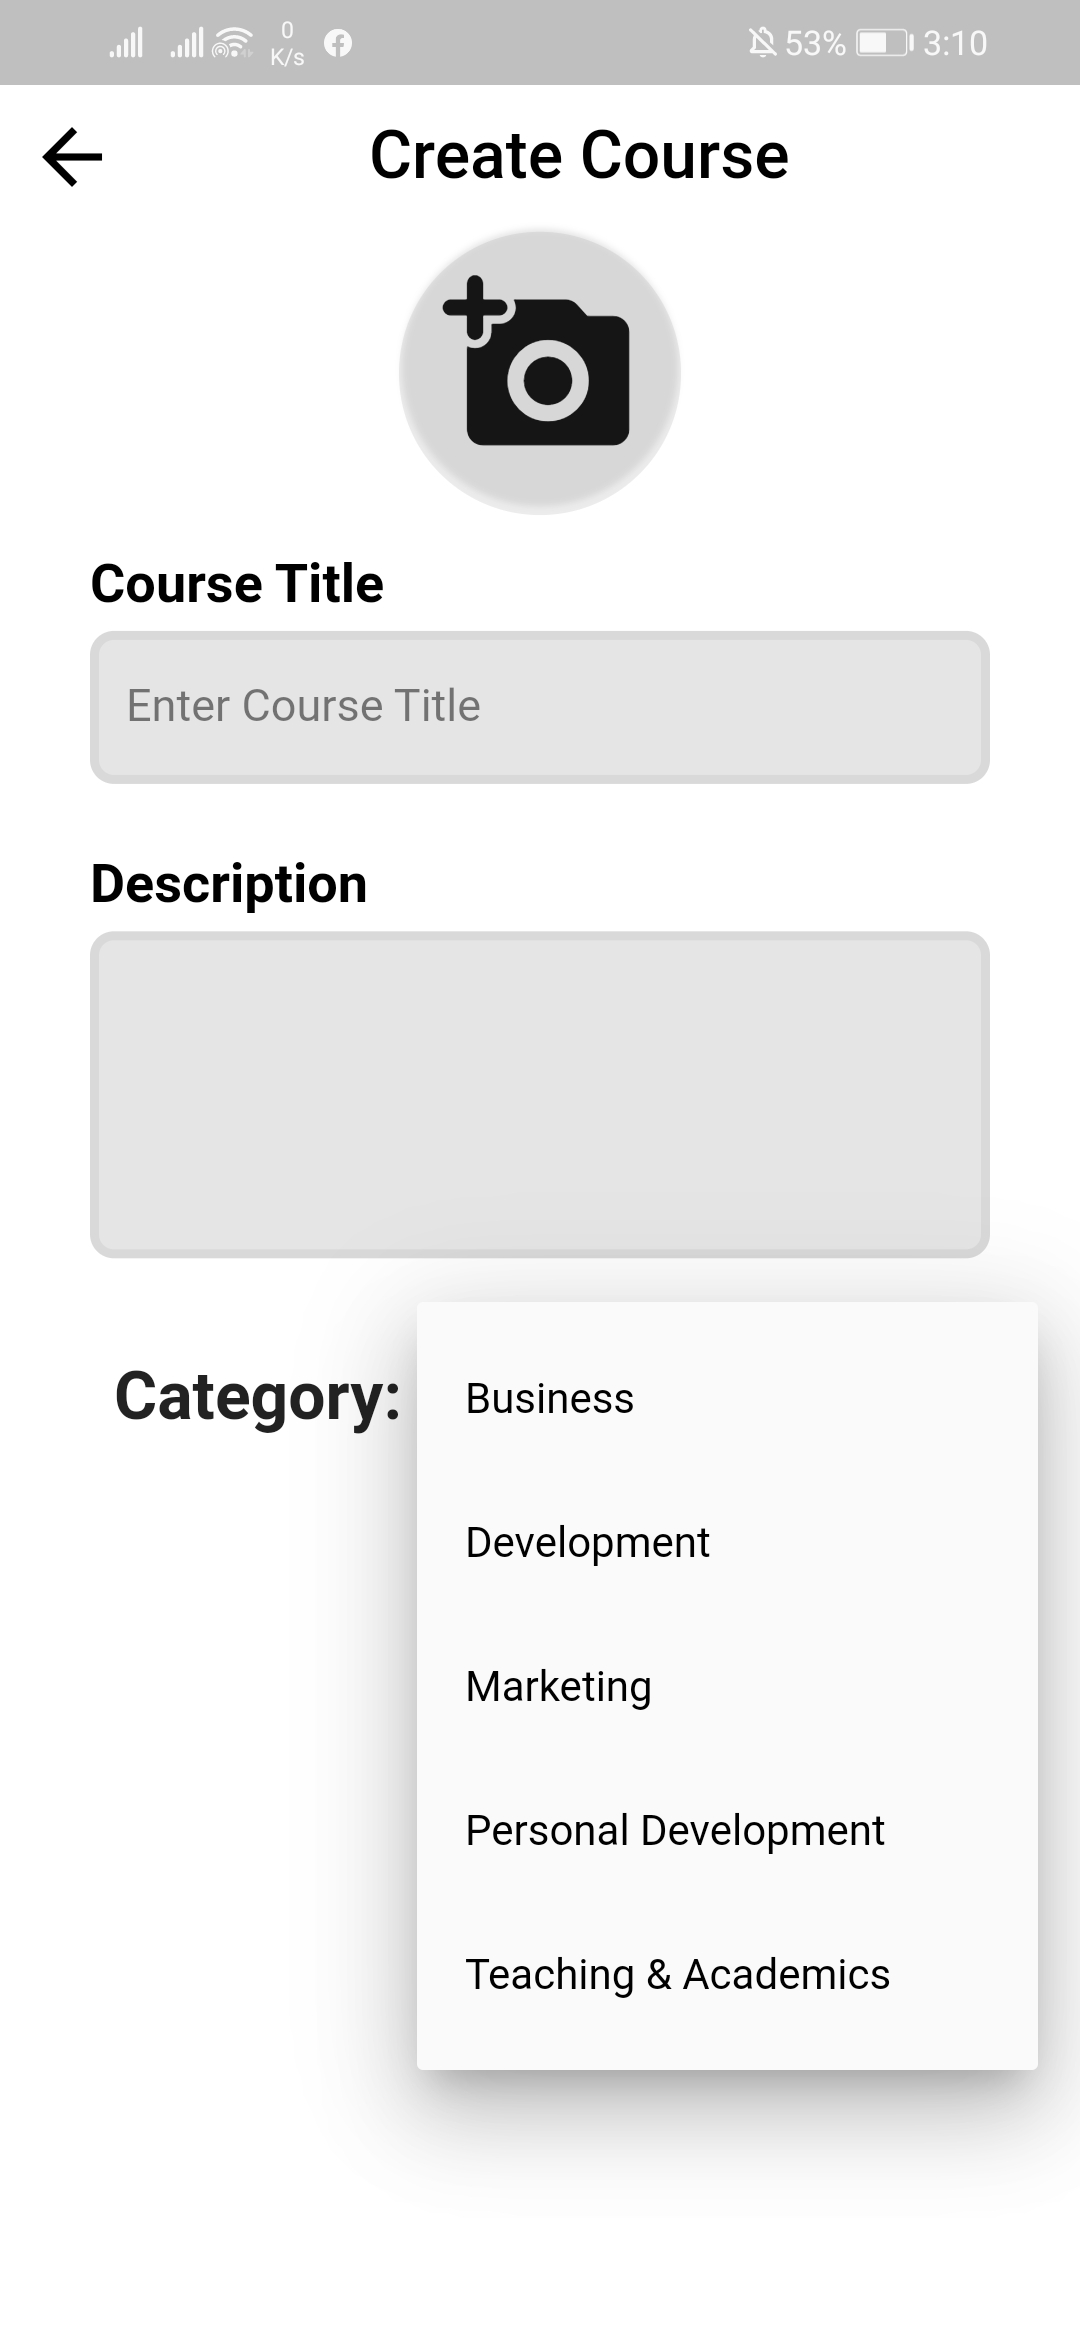 0
K/s
53%
3:10
Create Course
Course Title
Enter Course Title
Description
Category:
Business
Development
Marketing
Personal Development
Teaching & Academics